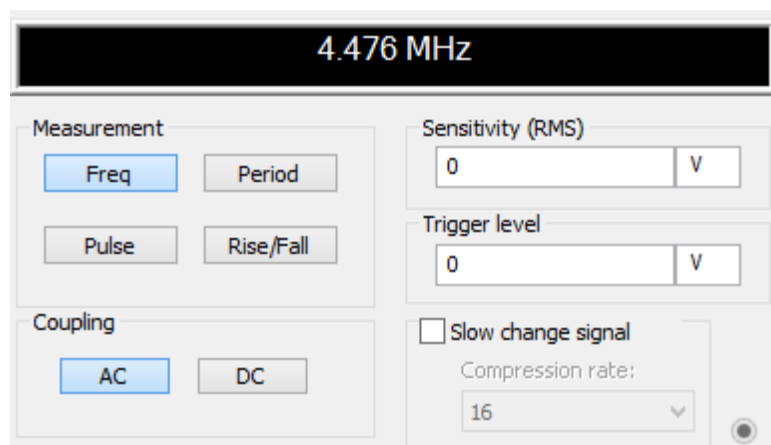 4.476 MHz
Measurement
Freq Period
Pulse Rise/Fall
Coupling
AC DC
Sensitivity (RMS)
0 V
Trigger level
0 V
Slow change signal
Compression rate:
16